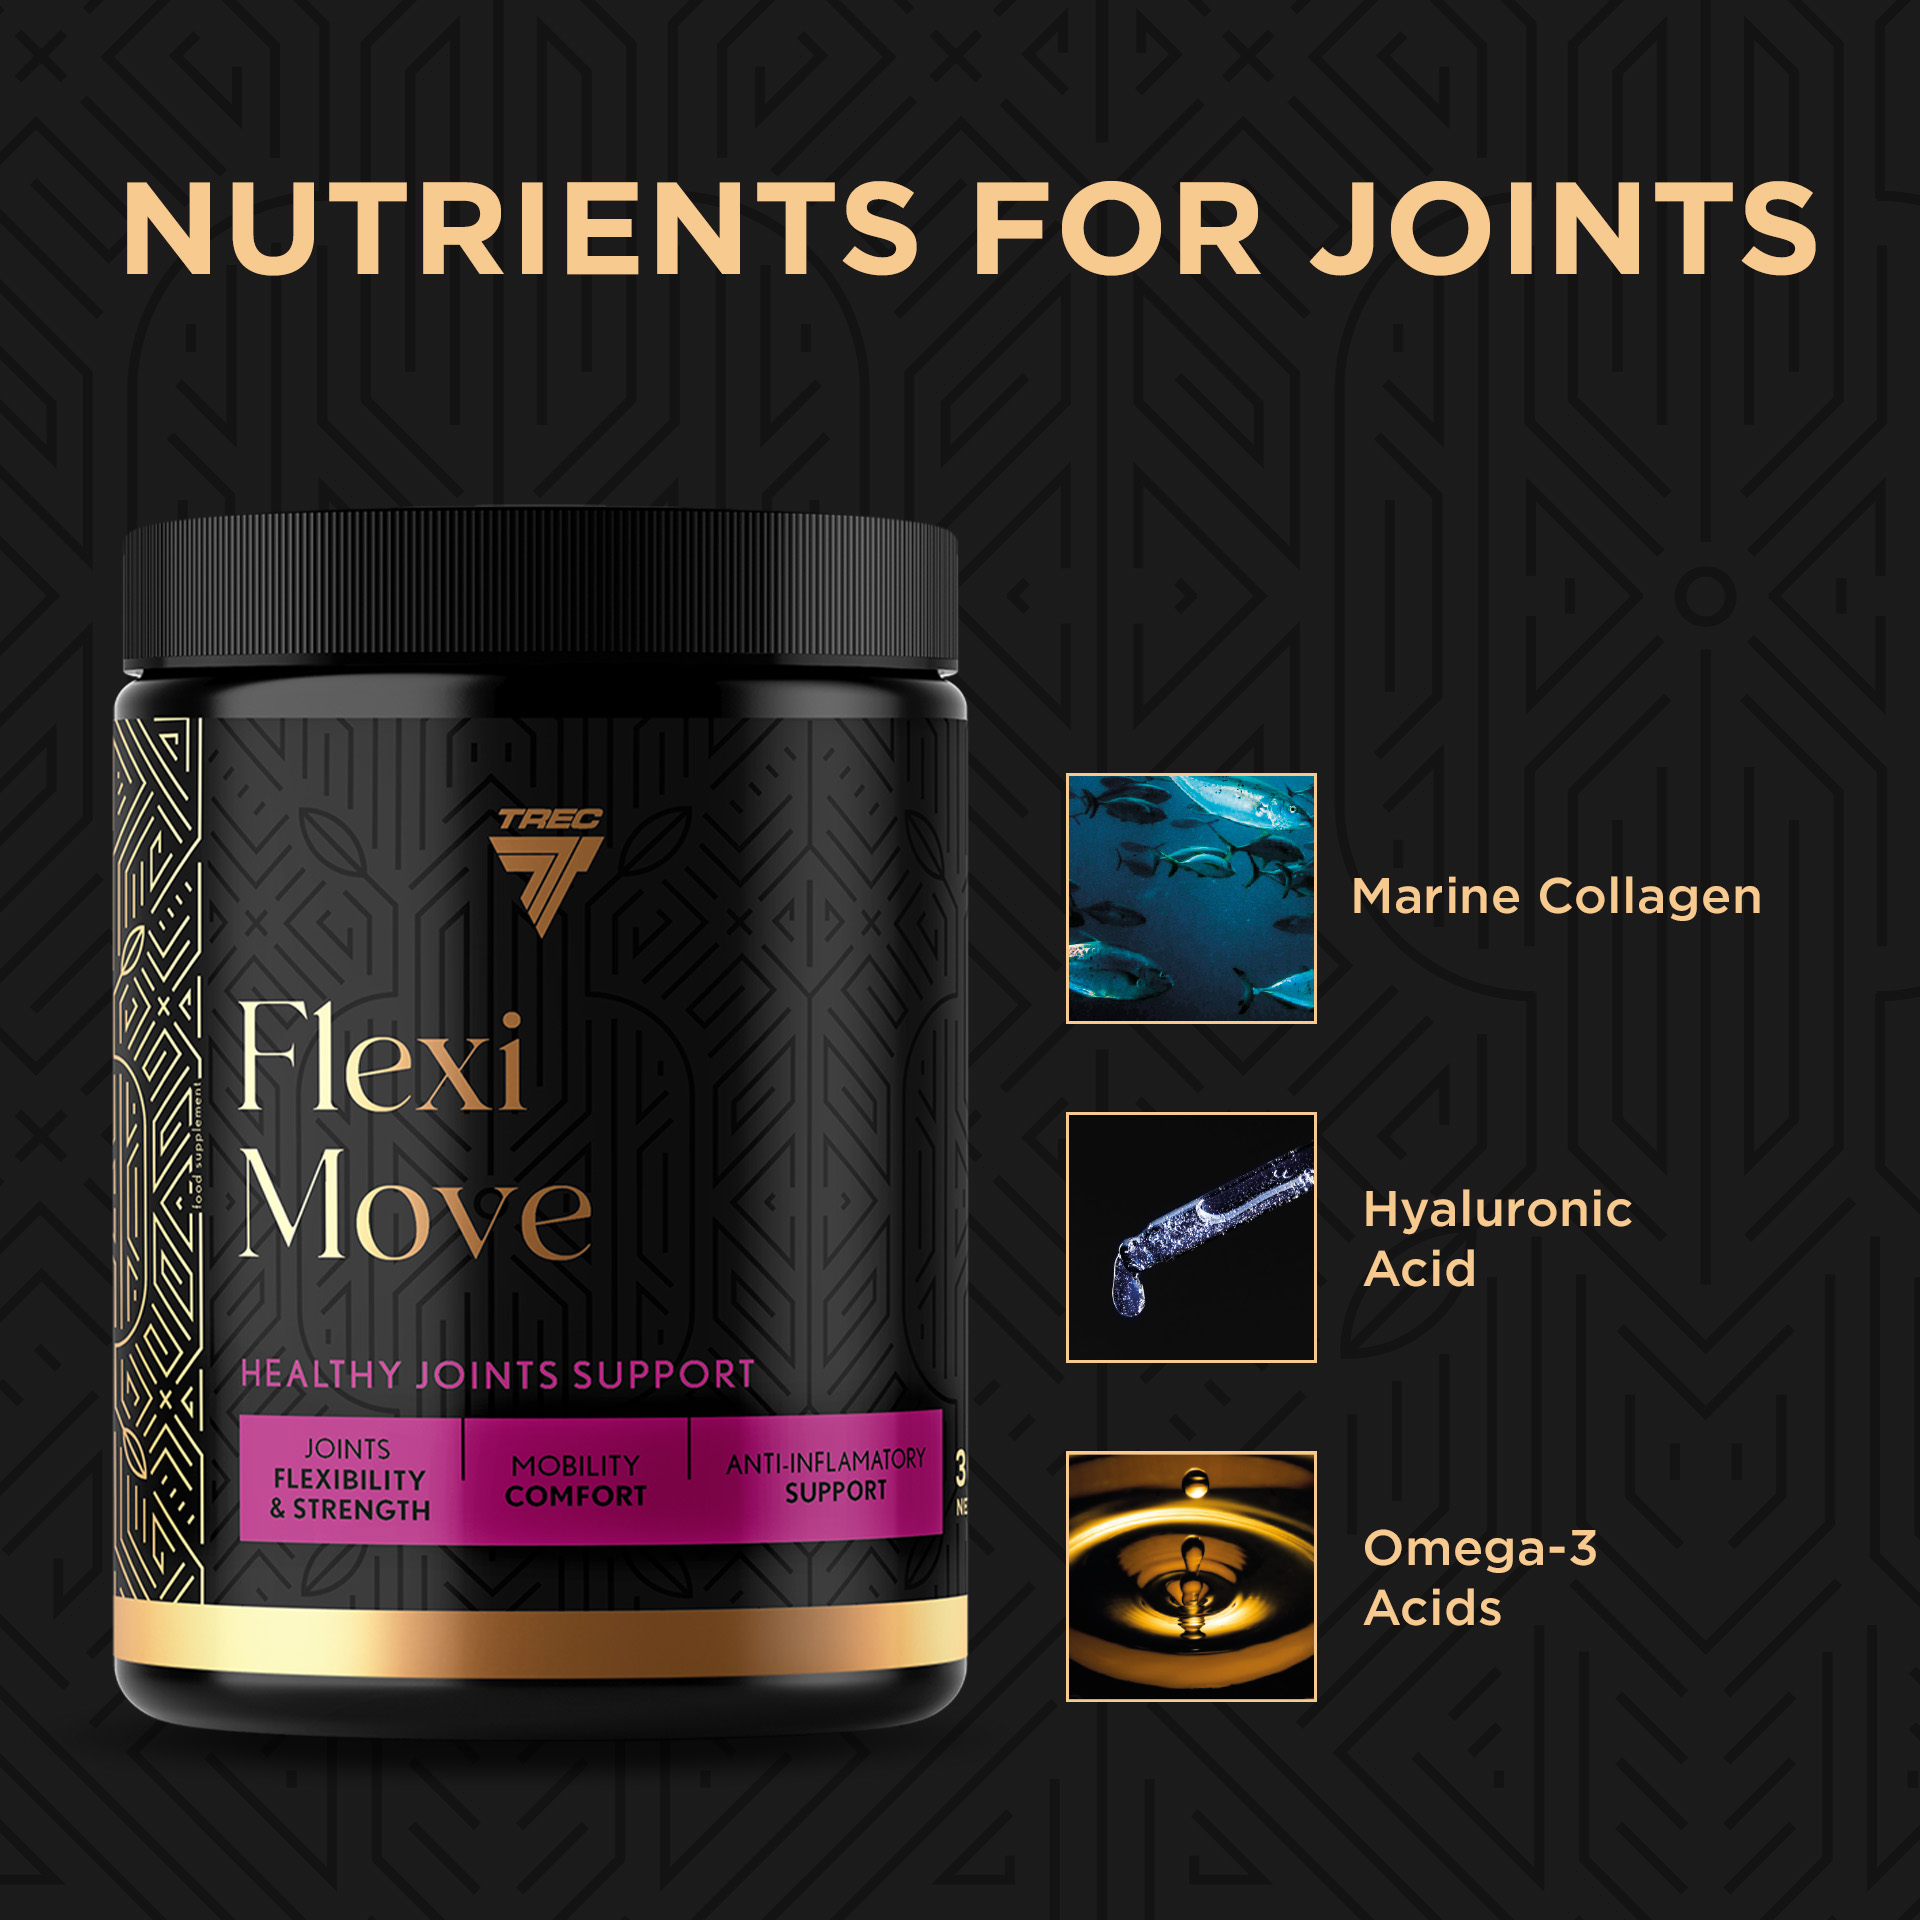 NUTRIENTS FOR JOINTS
TREC
Flexi
Move
food supplement
HEALTHY JOINTS SUPPORT
JOINTS
FLEXIBILITY
& STRENGTH
MOBILITY
COMFORT
ANTI-INFLAMATORY
SUPPORT
Marine Collagen
Hyaluronic
Acid
Omega-3
Acids